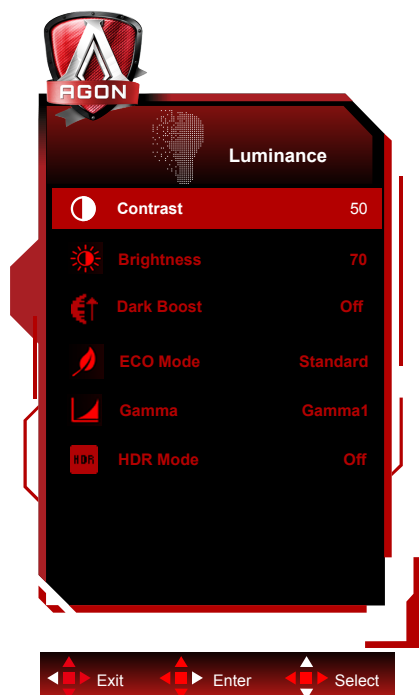 AGON
Luminance
Contrast 50
Brightness 70
Dark Boost Off
ECO Mode Standard
Gamma Gamma1
HDR HDR Mode Off
Exit Enter Select